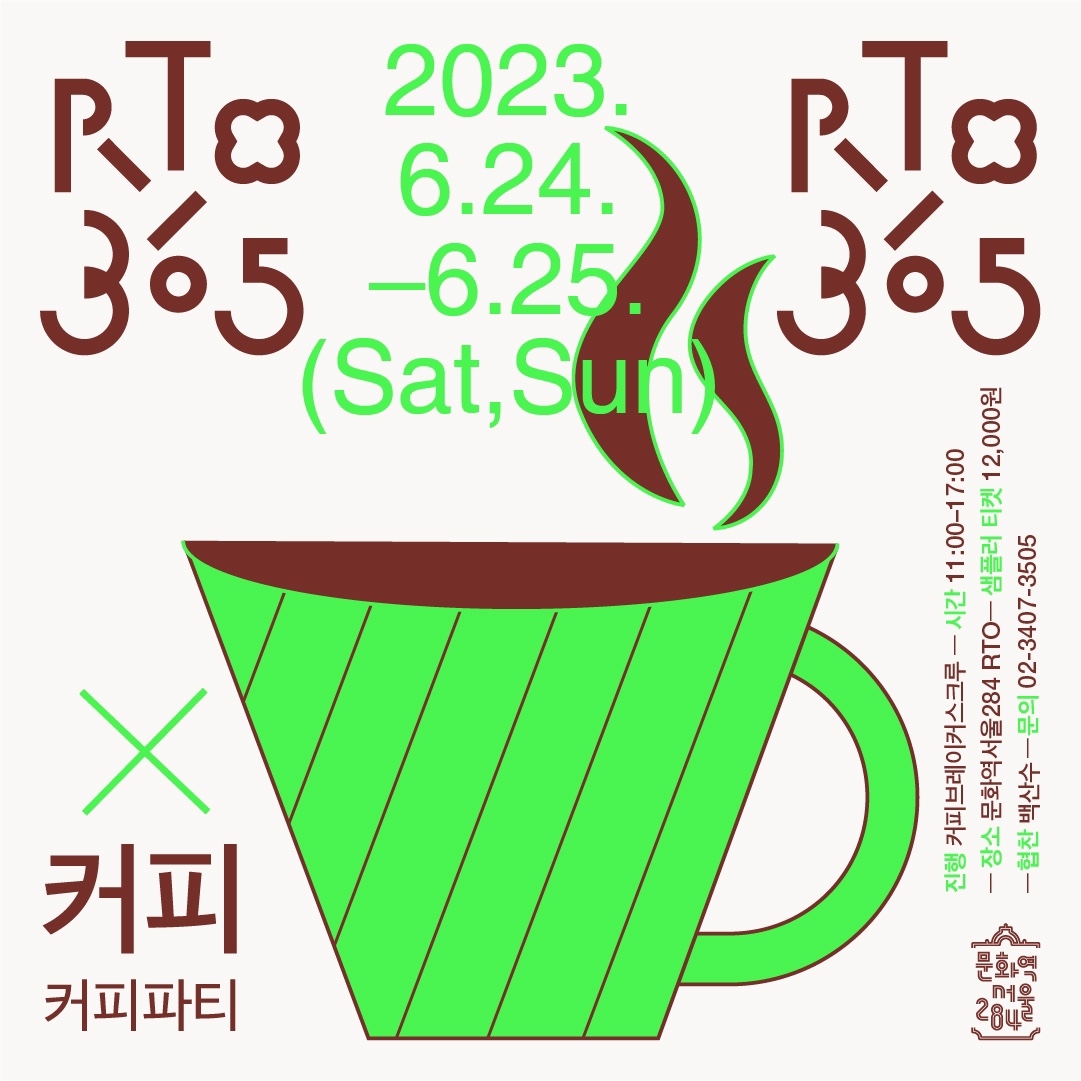 RTO
365
2023.
6.24.
–6.25.
(Sat,Sun)
RTO
365
커피
커피파티
진행 커피브레이커스크루 — 시간 11:00–17:00
— 장소 문화역서울284 RTO— 샘플러 티켓 12,000원
— 협찬 백산수 —문의 02-3407-3505
문화역서울
284